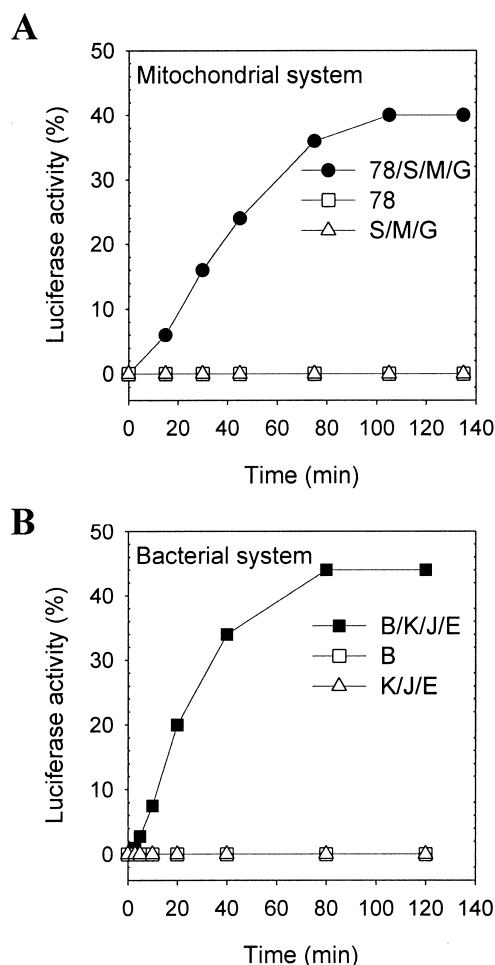 A
50
40
30
20
10
0
Luciferase activity (%)
Mitochondrial system
78/S/M/G
78
S/M/G
0 20 40 60 80 100 120 140
Time (min)
B
50
40
30
20
10
0
Luciferase activity (%)
Bacterial system
B/K/J/E
B
K/J/E
0 20 40 60 80 100 120 140
Time (min)